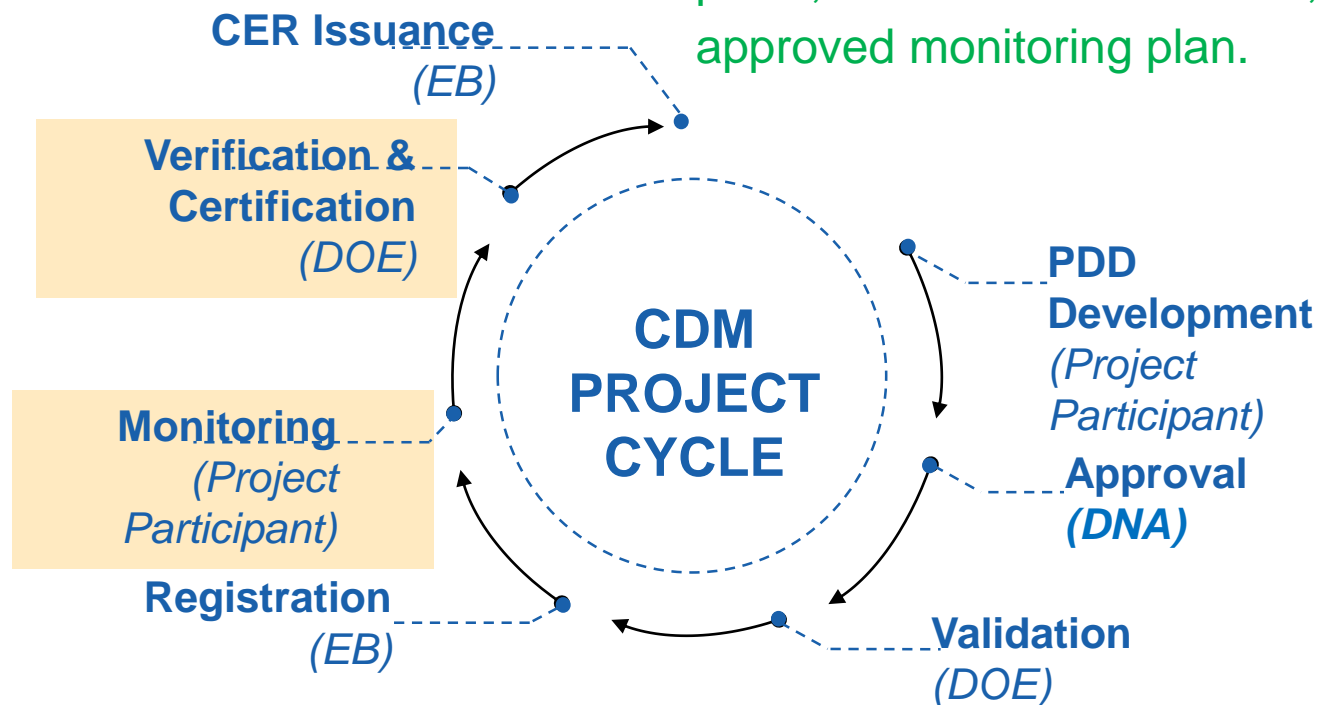 approved monitoring plan.
CER Issuance
(EB)
Verification &
Certification
(DOE)
Monitoring
(Project
Participant)
Registration
(EB)
CDM
PROJECT
CYCLE
PDD
Development
(Project
Participant)
Approval
(DNA)
Validation
(DOE)